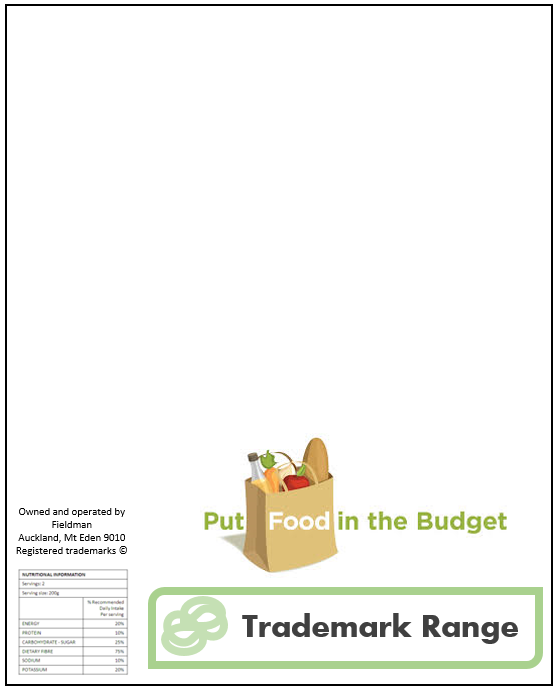 Put Food in the Budget
Owned and operated by
Fieldman
Auckland, Mt Eden 9010
Registered trademarks ©
NUTRITIONAL INFORMATION
Servings: 2
Serving size: 200g
% Recommended
Daily Intake
Per serving
ENERGY 20%
PROTEIN 10%
CARBOHYDRATE - SUGAR 25%
DIETARY FIBRE 75%
SODIUM 10%
POTASSIUM 20%
Trademark Range